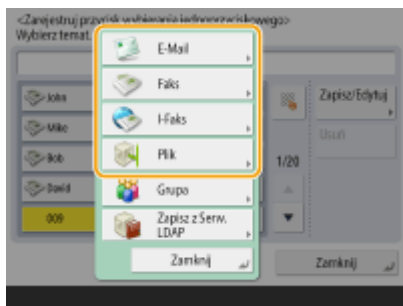 <Zarejestruj przycisk wybierania jednoprzyciskowego>
Wybierz temat.
E-Mail
Faks
I-Faks
Plik
Grupa
Zapisz z Serw.
LDAP
Zamknij
John
Mike
Bob
David
009
Zapisz/Edytuj
Usuń
1/20
Zamknij